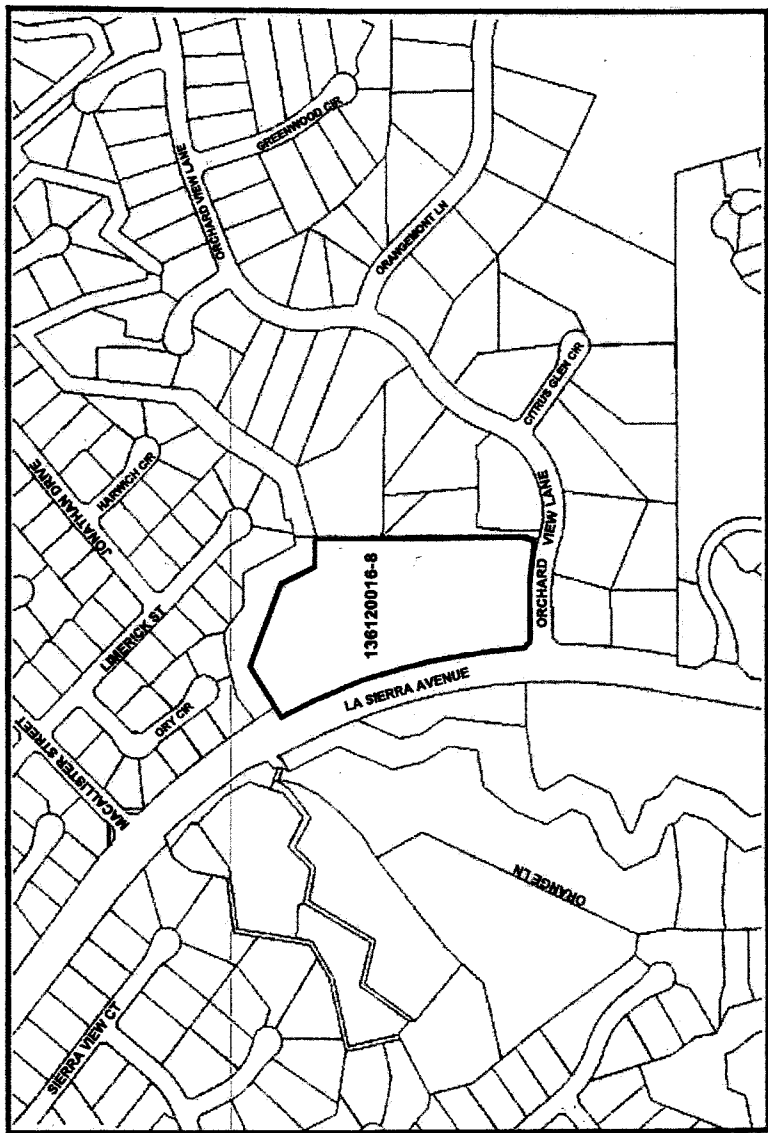 GREENWOOD CIR
ORCHARD VIEW LANE
ORANGEMONT LN
CITRUS GLEN CIR
JONATHAN DRIVE
HARWICH CIR
LIMERICK ST
ORY CIR
MACALLISTER STREET
136120016-8
ORCHARD
VIEW LANE
LA SIERRA AVENUE
ORANGE LN
SIERRA VIEW CT